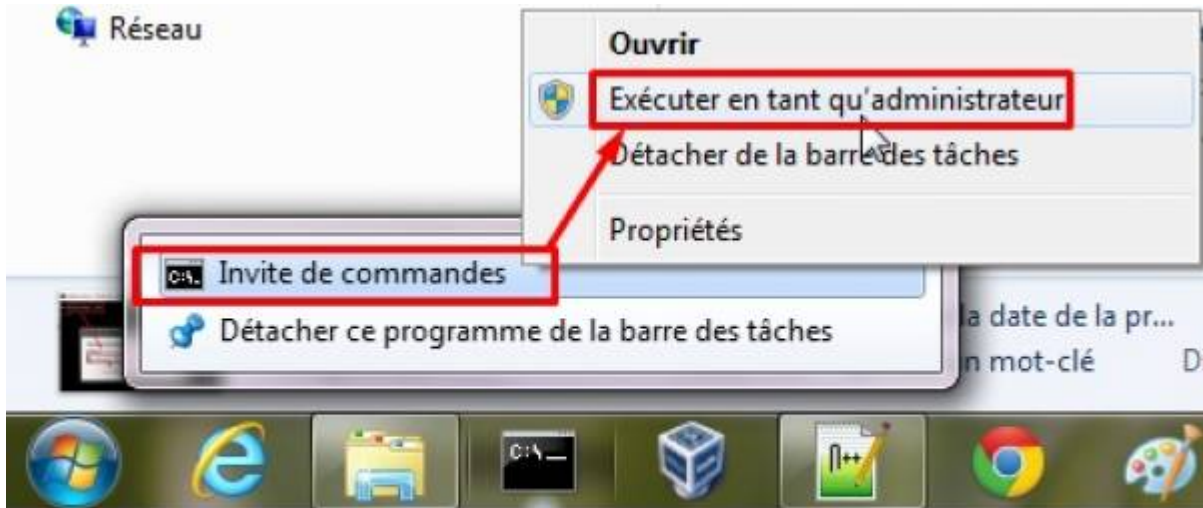 Réseau
Ouvrir
Exécuter en tant qu'administrateur
Détacher de la barre des tâches
Propriétés
Invite de commandes
Détacher ce programme de la barre des tâches
la date de la pr...
n mot-clé D
C:\
n++